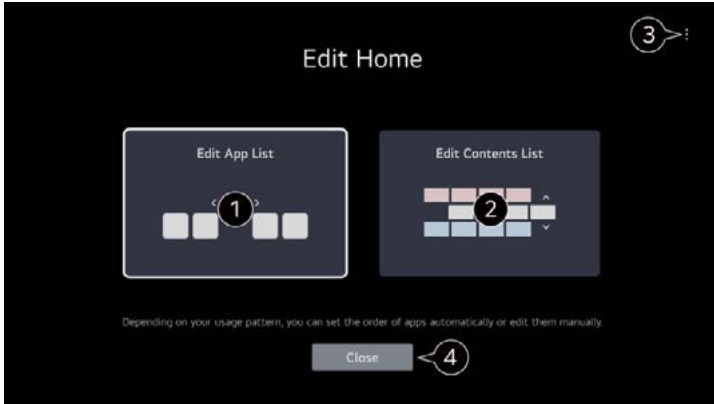 3
Edit Home
Edit App List
Edit Contents List
1
2
Depending on your usage pattern, you can set the order of apps automatically or edit them manually.
Close
4